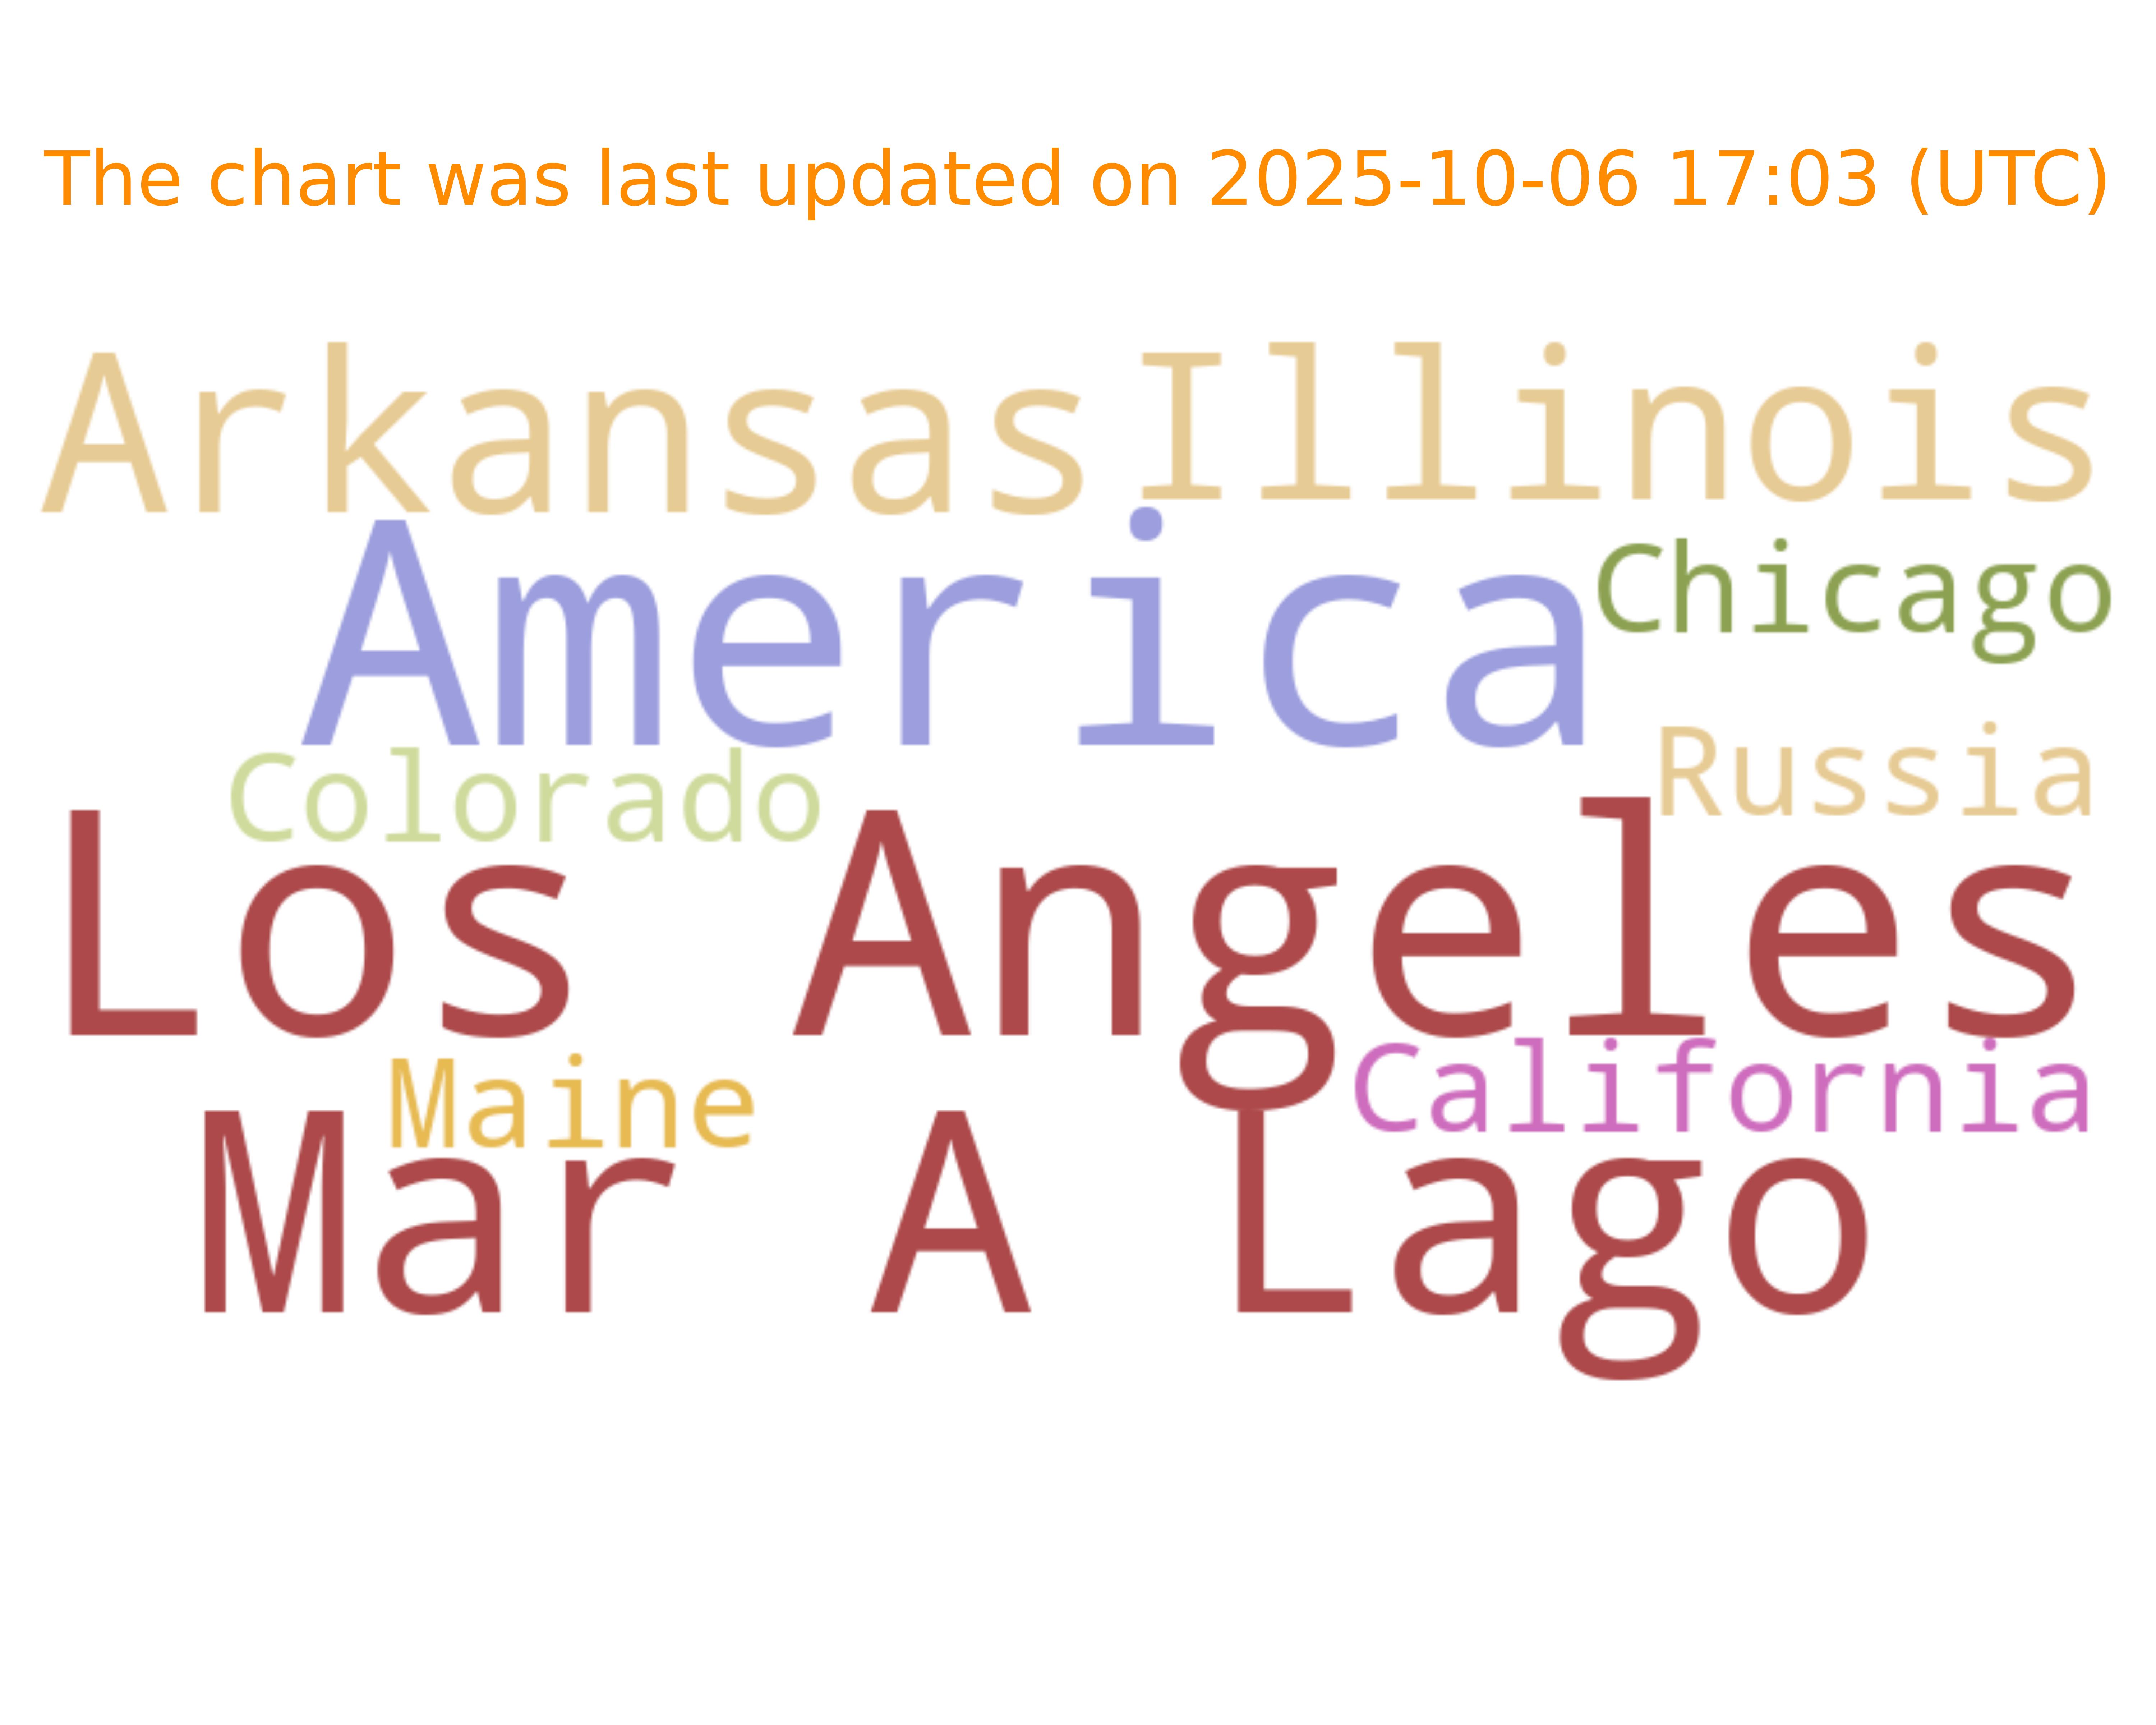 The chart was last updated on 2025-10-06 17:03 (UTC)
Arkansas Illinois
America Chicago
Colorado Russia
Los Angeles
Maine California
Mar A Lago